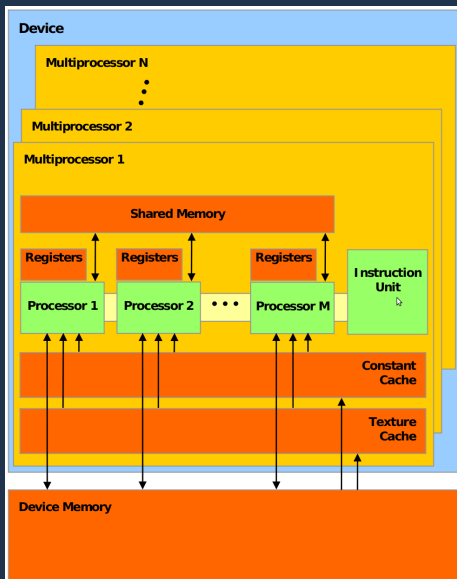 Device
Multiprocessor N
Multiprocessor 2
Multiprocessor 1
Shared Memory
Registers
Registers
Registers
Instruction
Unit
Processor 1
Processor 2
Processor M
Constant
Cache
Texture
Cache
Device Memory